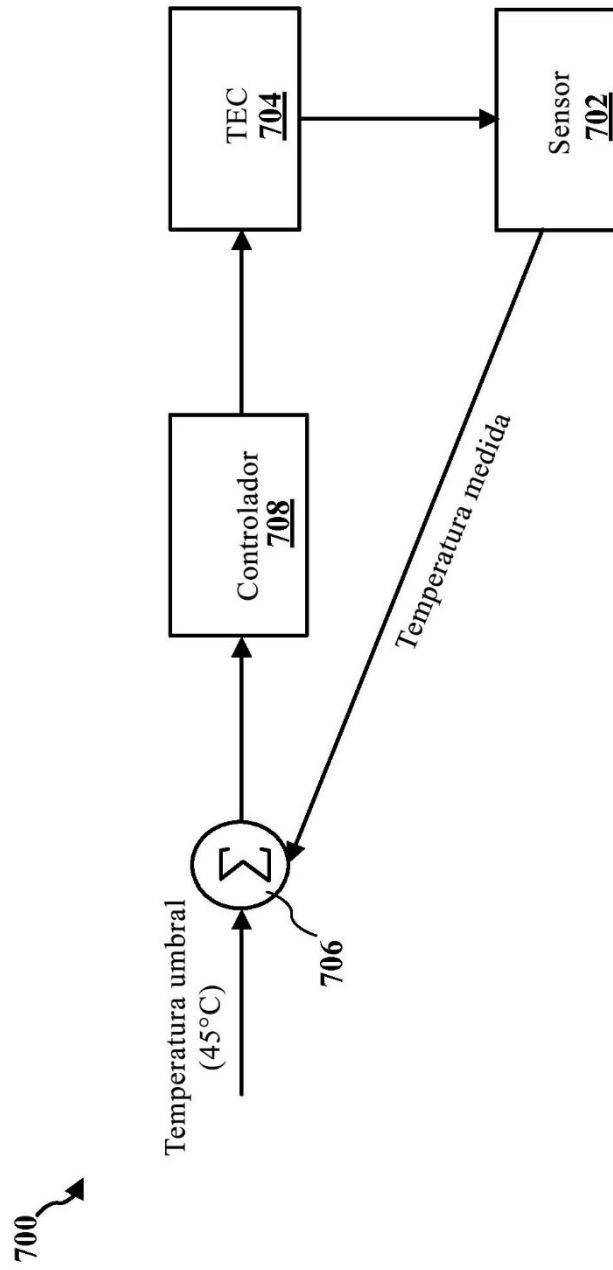 700
Temperatura umbral
(45°C)
Σ
706
Controlador
708
TEC
704
Sensor
702
Temperatura medida